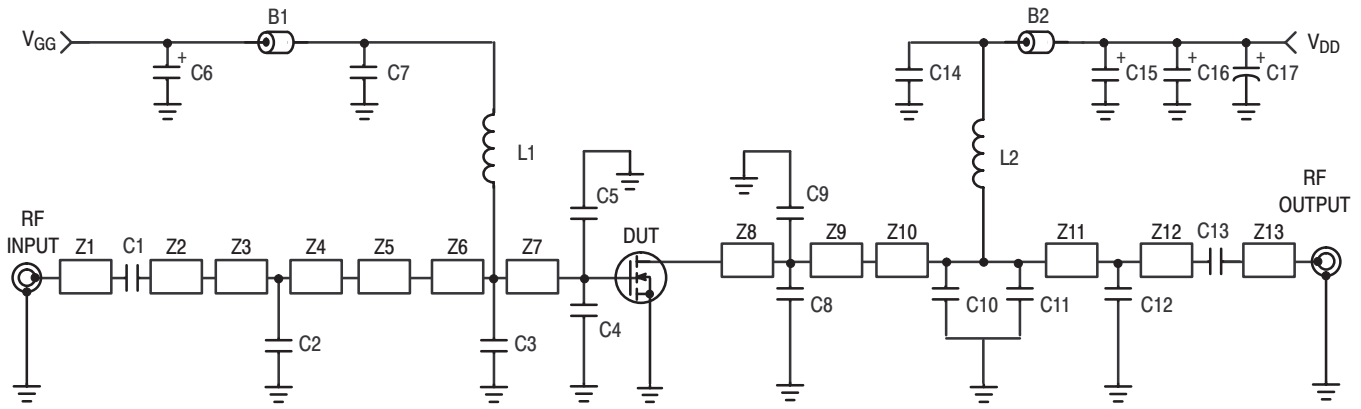 B1
B2
VGG
VDD
+
C6
C7
C14
+
C15
+
C16
+
C17
L1
L2
C5
C9
RF
INPUT
RF
OUTPUT
Z1
C1
Z2
Z3
Z4
Z5
Z6
Z7
DUT
Z8
Z9
Z10
Z11
Z12
C13
Z13
C2
C3
C4
C8
C10
C11
C12